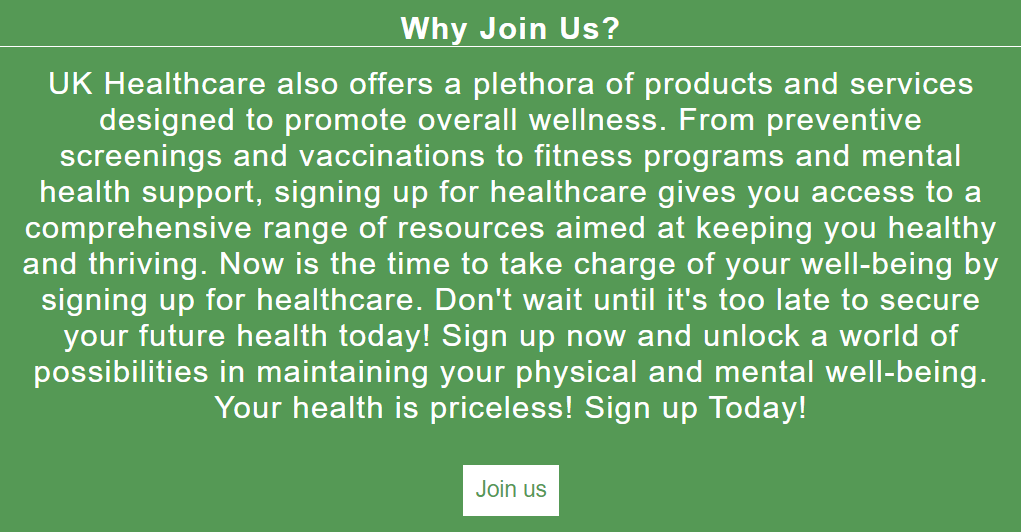 Why Join Us?
UK Healthcare also offers a plethora of products and services
designed to promote overall wellness. From preventive
screenings and vaccinations to fitness programs and mental
health support, signing up for healthcare gives you access to a
comprehensive range of resources aimed at keeping you healthy
and thriving. Now is the time to take charge of your well-being by
signing up for healthcare. Don't wait until it's too late to secure
your future health today! Sign up now and unlock a world of
possibilities in maintaining your physical and mental well-being.
Your health is priceless! Sign up Today!
Join us